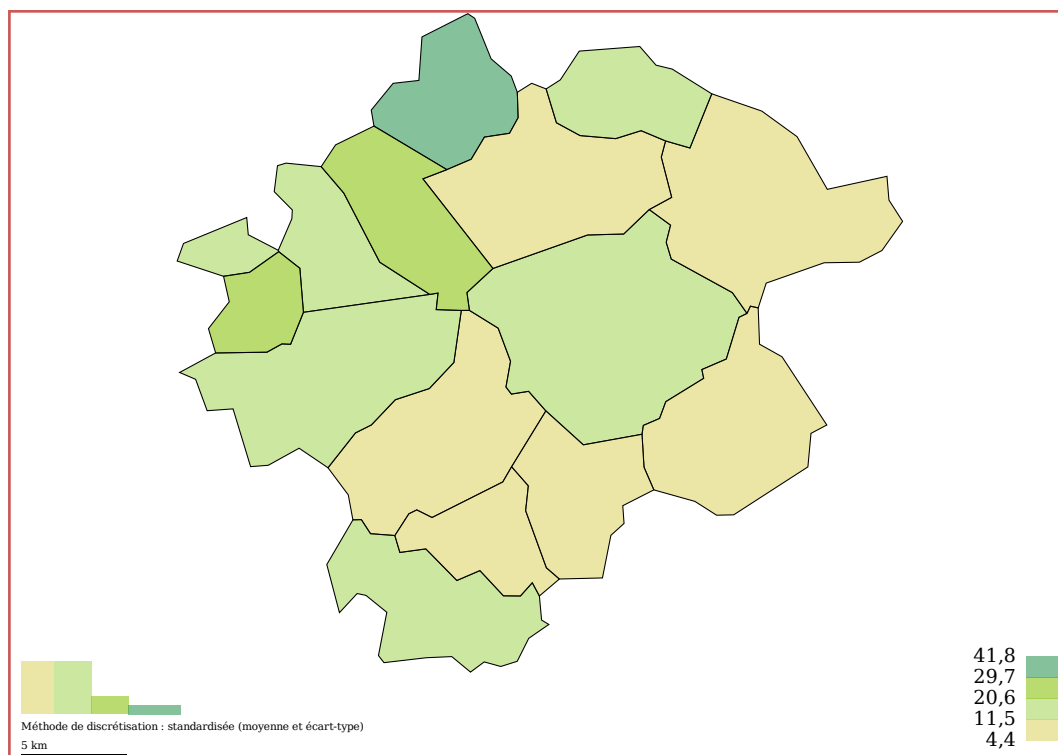 41,8
29,7
20,6
11,5
4,4
Méthode de discrétisation : standardisée (moyenne et écart-type)
5 km